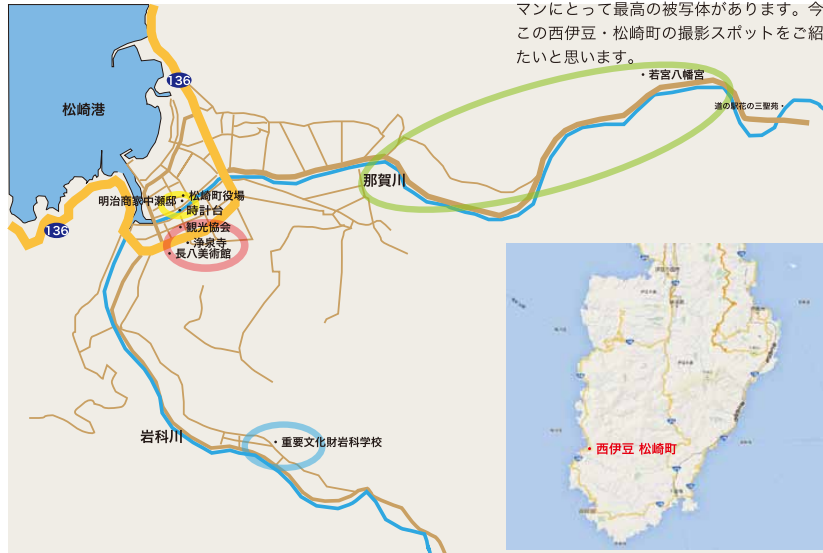 マンにとって最高の被写体があります。今
この西伊豆・松崎町の撮影スポットをご紹
たいと思います。
136
松崎港
若宮八幡宮
道の駅花の三聖苑
那賀川
明治商家中瀬邸
松崎町役場
時計台
136
観光協会
浄泉寺
長八美術館
岩科川
重要文化財岩科学校
西伊豆 松崎町